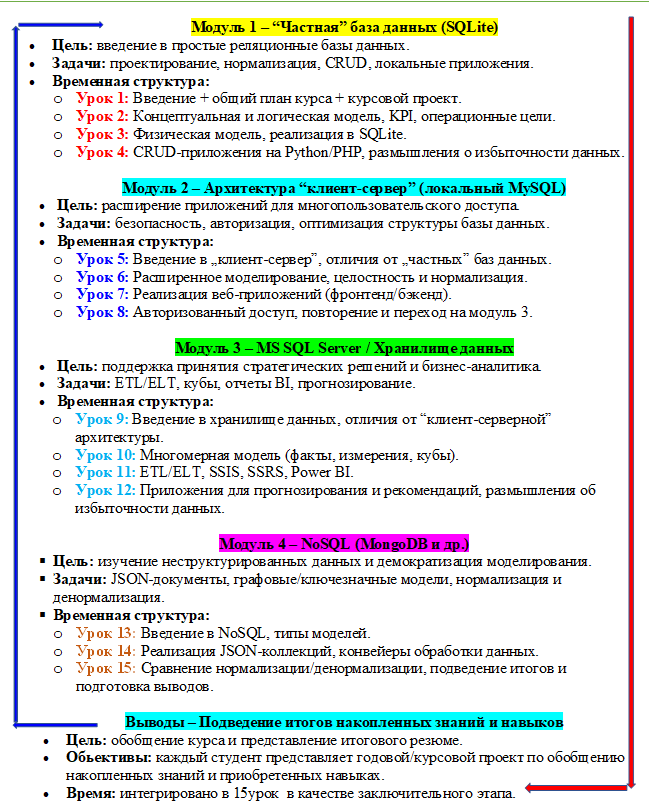 Модуль 1 – “Частная” база данных (SQLite)
• Цель: введение в простые реляционные базы данных.
• Задачи: проектирование, нормализация, CRUD, локальные приложения.
• Временная структура:
o Урок 1: Введение + общий план курса + курсовой проект.
o Урок 2: Концептуальная и логическая модель, KPI, операционные цели.
o Урок 3: Физическая модель, реализация в SQLite.
o Урок 4: CRUD-приложения на Python/PHP, размышления о избыточности данных.
Модуль 2 – Архитектура “клиент-сервер” (локальный MySQL)
• Цель: расширение приложений для многопользовательского доступа.
• Задачи: безопасность, авторизация, оптимизация структуры базы данных.
• Временная структура:
o Урок 5: Введение в „клиент-сервер”, отличия от „частных” баз данных.
o Урок 6: Расширенное моделирование, целостность и нормализация.
o Урок 7: Реализация веб-приложений (фронтенд/бэкенд).
o Урок 8: Авторизованный доступ, повторение и переход на модуль 3.
Модуль 3 – MS SQL Server / Хранилище данных
• Цель: поддержка принятия стратегических решений и бизнес-аналитика.
• Задачи: ETL/ELT, кубы, отчеты BI, прогнозирование.
• Временная структура:
o Урок 9: Введение в хранилище данных, отличия от “клиент-серверной”
архитектуры.
o Урок 10: Многомерная модель (факты, измерения, кубы).
o Урок 11: ETL/ELT, SSIS, SSRS, Power BI.
o Урок 12: Приложения для прогнозирования и рекомендаций, размышления об
избыточности данных.
Модуль 4 – NoSQL (MongoDB и др.)
▪ Цель: изучение неструктурированных данных и демократизация моделирования.
▪ Задачи: JSON-документы, графовые/ключезначные модели, нормализация и
денормализация.
▪ Временная структура:
o Урок 13: Введение в NoSQL, типы моделей.
o Урок 14: Реализация JSON-коллекций, конвейеры обработки данных.
o Урок 15: Сравнение нормализации/денормализации, подведение итогов и
подготовка выводов.
Выводы – Подведение итогов накопленных знаний и навыков
• Цель: обобщение курса и представление итогового резюме.
• Обьективы: каждый студент представляет годовой/курсовой проект по обобщению
накопленных знаний и приобретенных навыках.
• Время: интегрировано в 15урок в качестве заключительного этапа.